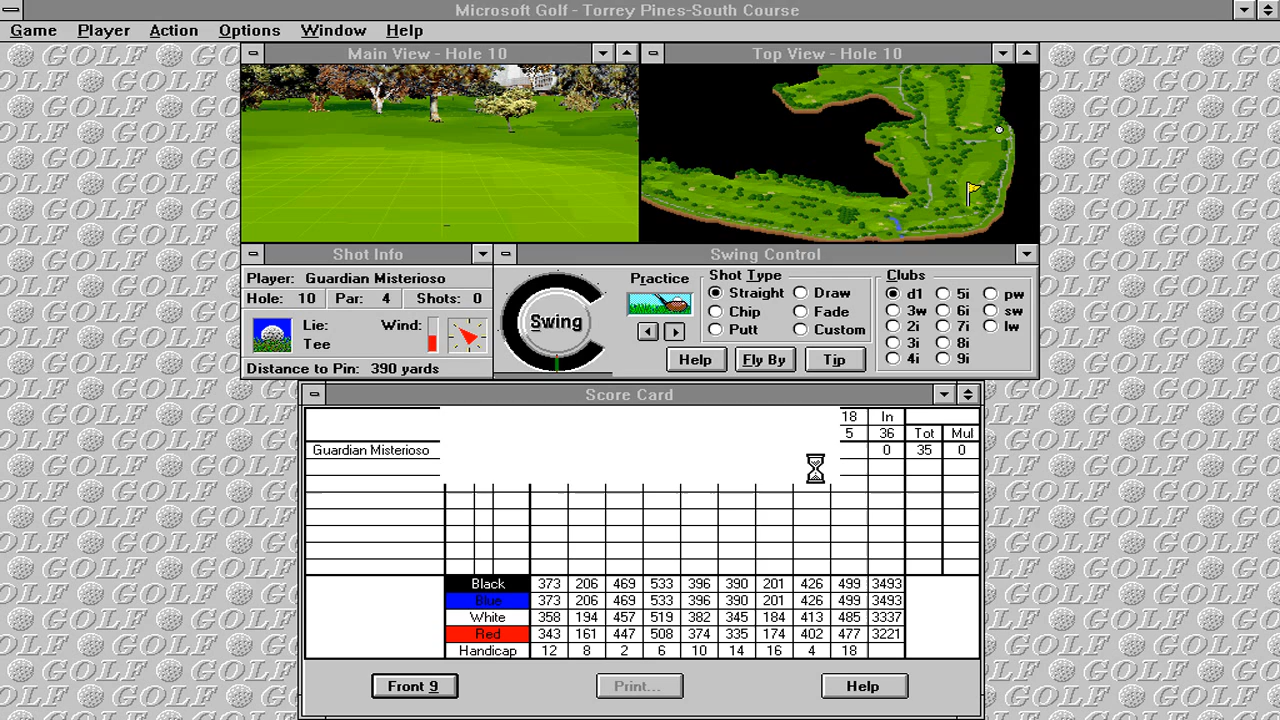 Microsoft Golf - Torrey Pines-South Course
Game Player Action Options Window Help
Main View - Hole 10
Top View - Hole 10
Shot Info
Swing Control
Player: Guardian Misterioso
Hole: 10 Par: 4 Shots: 0
Lie: Tee
Wind:
Distance to Pin: 390 yards
Swing
Practice
Shot Type
Straight Draw
Chip Fade
Putt Custom
Help Fly By Tip
Clubs
d1 5i pw
3w 6i sw
2i 7i lw
3i 8i
4i 9i
Score Card
18 In
5 36 Tot Mul
Guardian Misterioso 0 35 0
Black 373 206 469 533 396 390 201 426 499 3493
Blue 373 206 469 533 396 390 201 426 499 3493
White 358 194 457 519 382 345 184 413 485 3337
Red 343 161 447 508 374 335 174 402 477 3221
Handicap 12 8 2 6 10 14 16 4 18
Front 9 Print... Help
GOLF